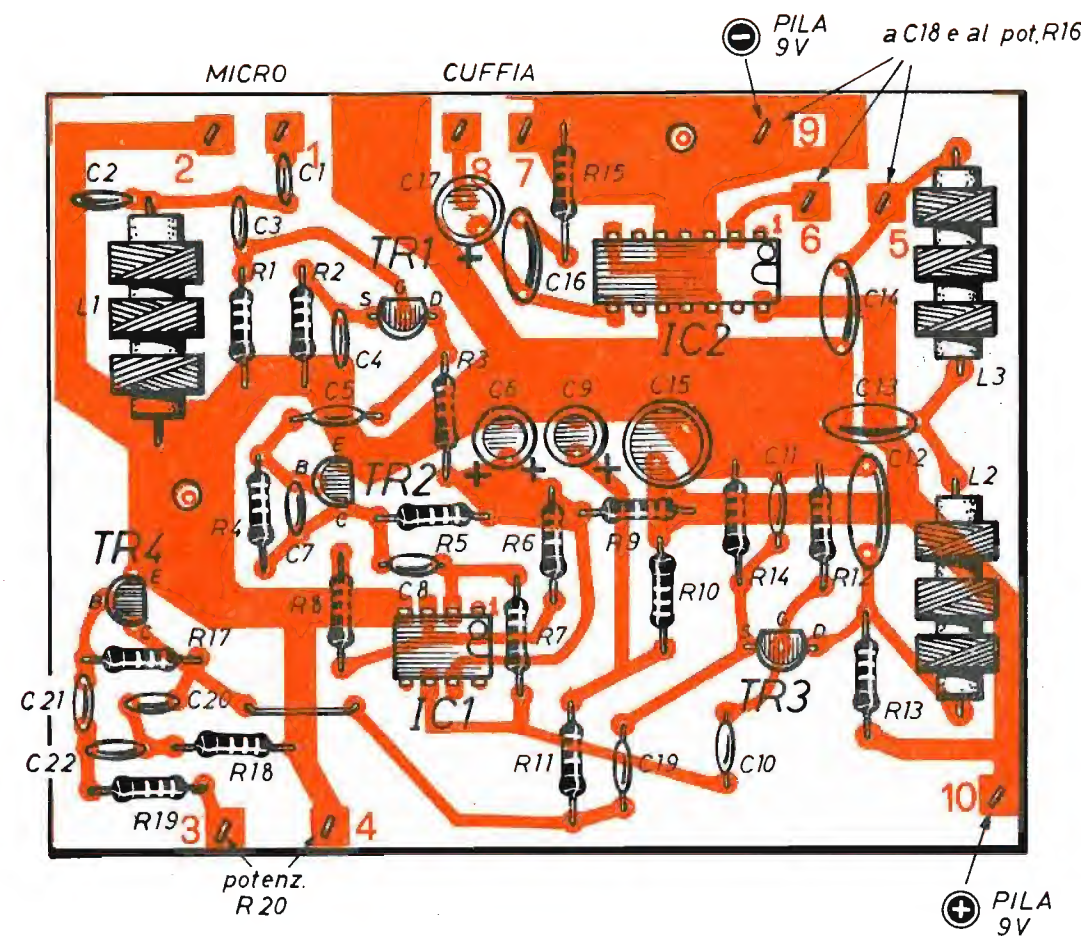 ⊖ PILA
9V
a C18 e al pot. R16
MICRO
CUFFIA
2
1
8
7
9
C2
C1
C17
R15
C3
6
5
TR1
1
R1
R2
G
S
D
C16
C14
L1
IC2
C4
R3
L3
C5
C6
C9
C15
C13
E
B
TR2
C
C11
C12
L2
R4
C7
R5
R6
R9
TR4
R14
R12
E
B
C
R8
C8
1
R10
R7
G
S
D
R17
TR3
C21
C20
IC1
R13
C22
R18
R11
C19
C10
R19
3
4
10
potenz.
R20
⊕ PILA
9V